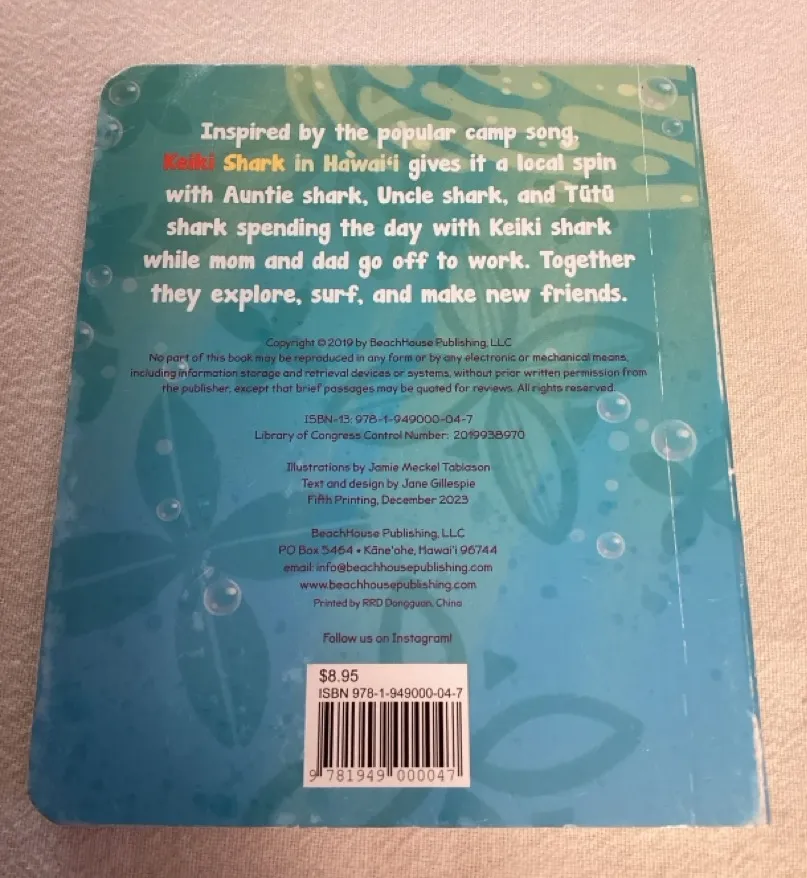 Inspired by the popular camp song,
Keiki Shark in Hawai‘i gives it a local spin
with Auntie shark, Uncle shark, and Tūtū
shark spending the day with Keiki shark
while mom and dad go off to work. Together
they explore, surf, and make new friends.
Copyright © 2019 by BeachHouse Publishing, LLC
No part of this book may be reproduced in any form or by any electronic or mechanical means,
including information storage and retrieval devices or systems, without prior written permission from
the publisher, except that brief passages may be quoted for reviews. All rights reserved.
ISBN-13: 978-1-949000-04-7
Library of Congress Control Number: 2019938970
Illustrations by Jamie Meckel Tablason
Text and design by Jane Gillespie
Fifth Printing, December 2023
BeachHouse Publishing, LLC
PO Box 5464 • Kāne'ohe, Hawai'i 96744
email: info@beachhousepublishing.com
www.beachhousepublishing.com
Printed by RRD Dongguan, China
Follow us on Instagram!
$8.95
ISBN 978-1-949000-04-7
9 781949 000047